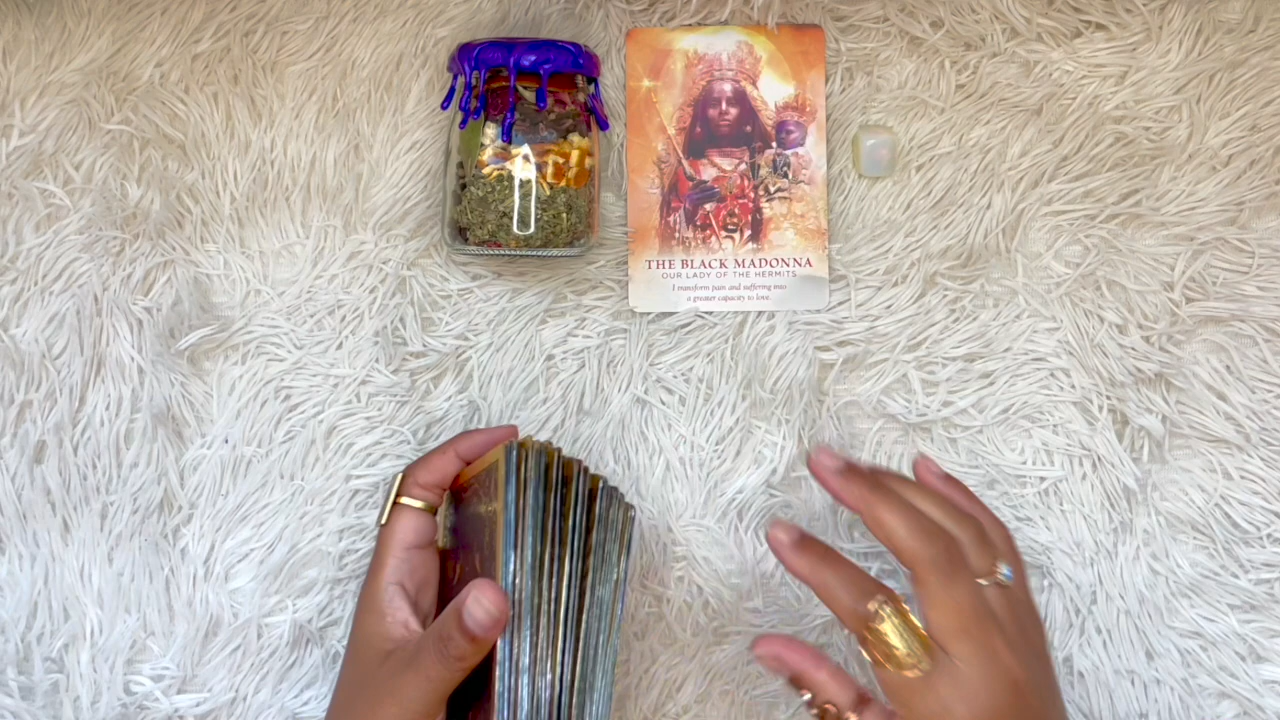 THE BLACK MADONNA
OUR LADY OF THE HERMITS
I transform pain and suffering into
a greater capacity to love.